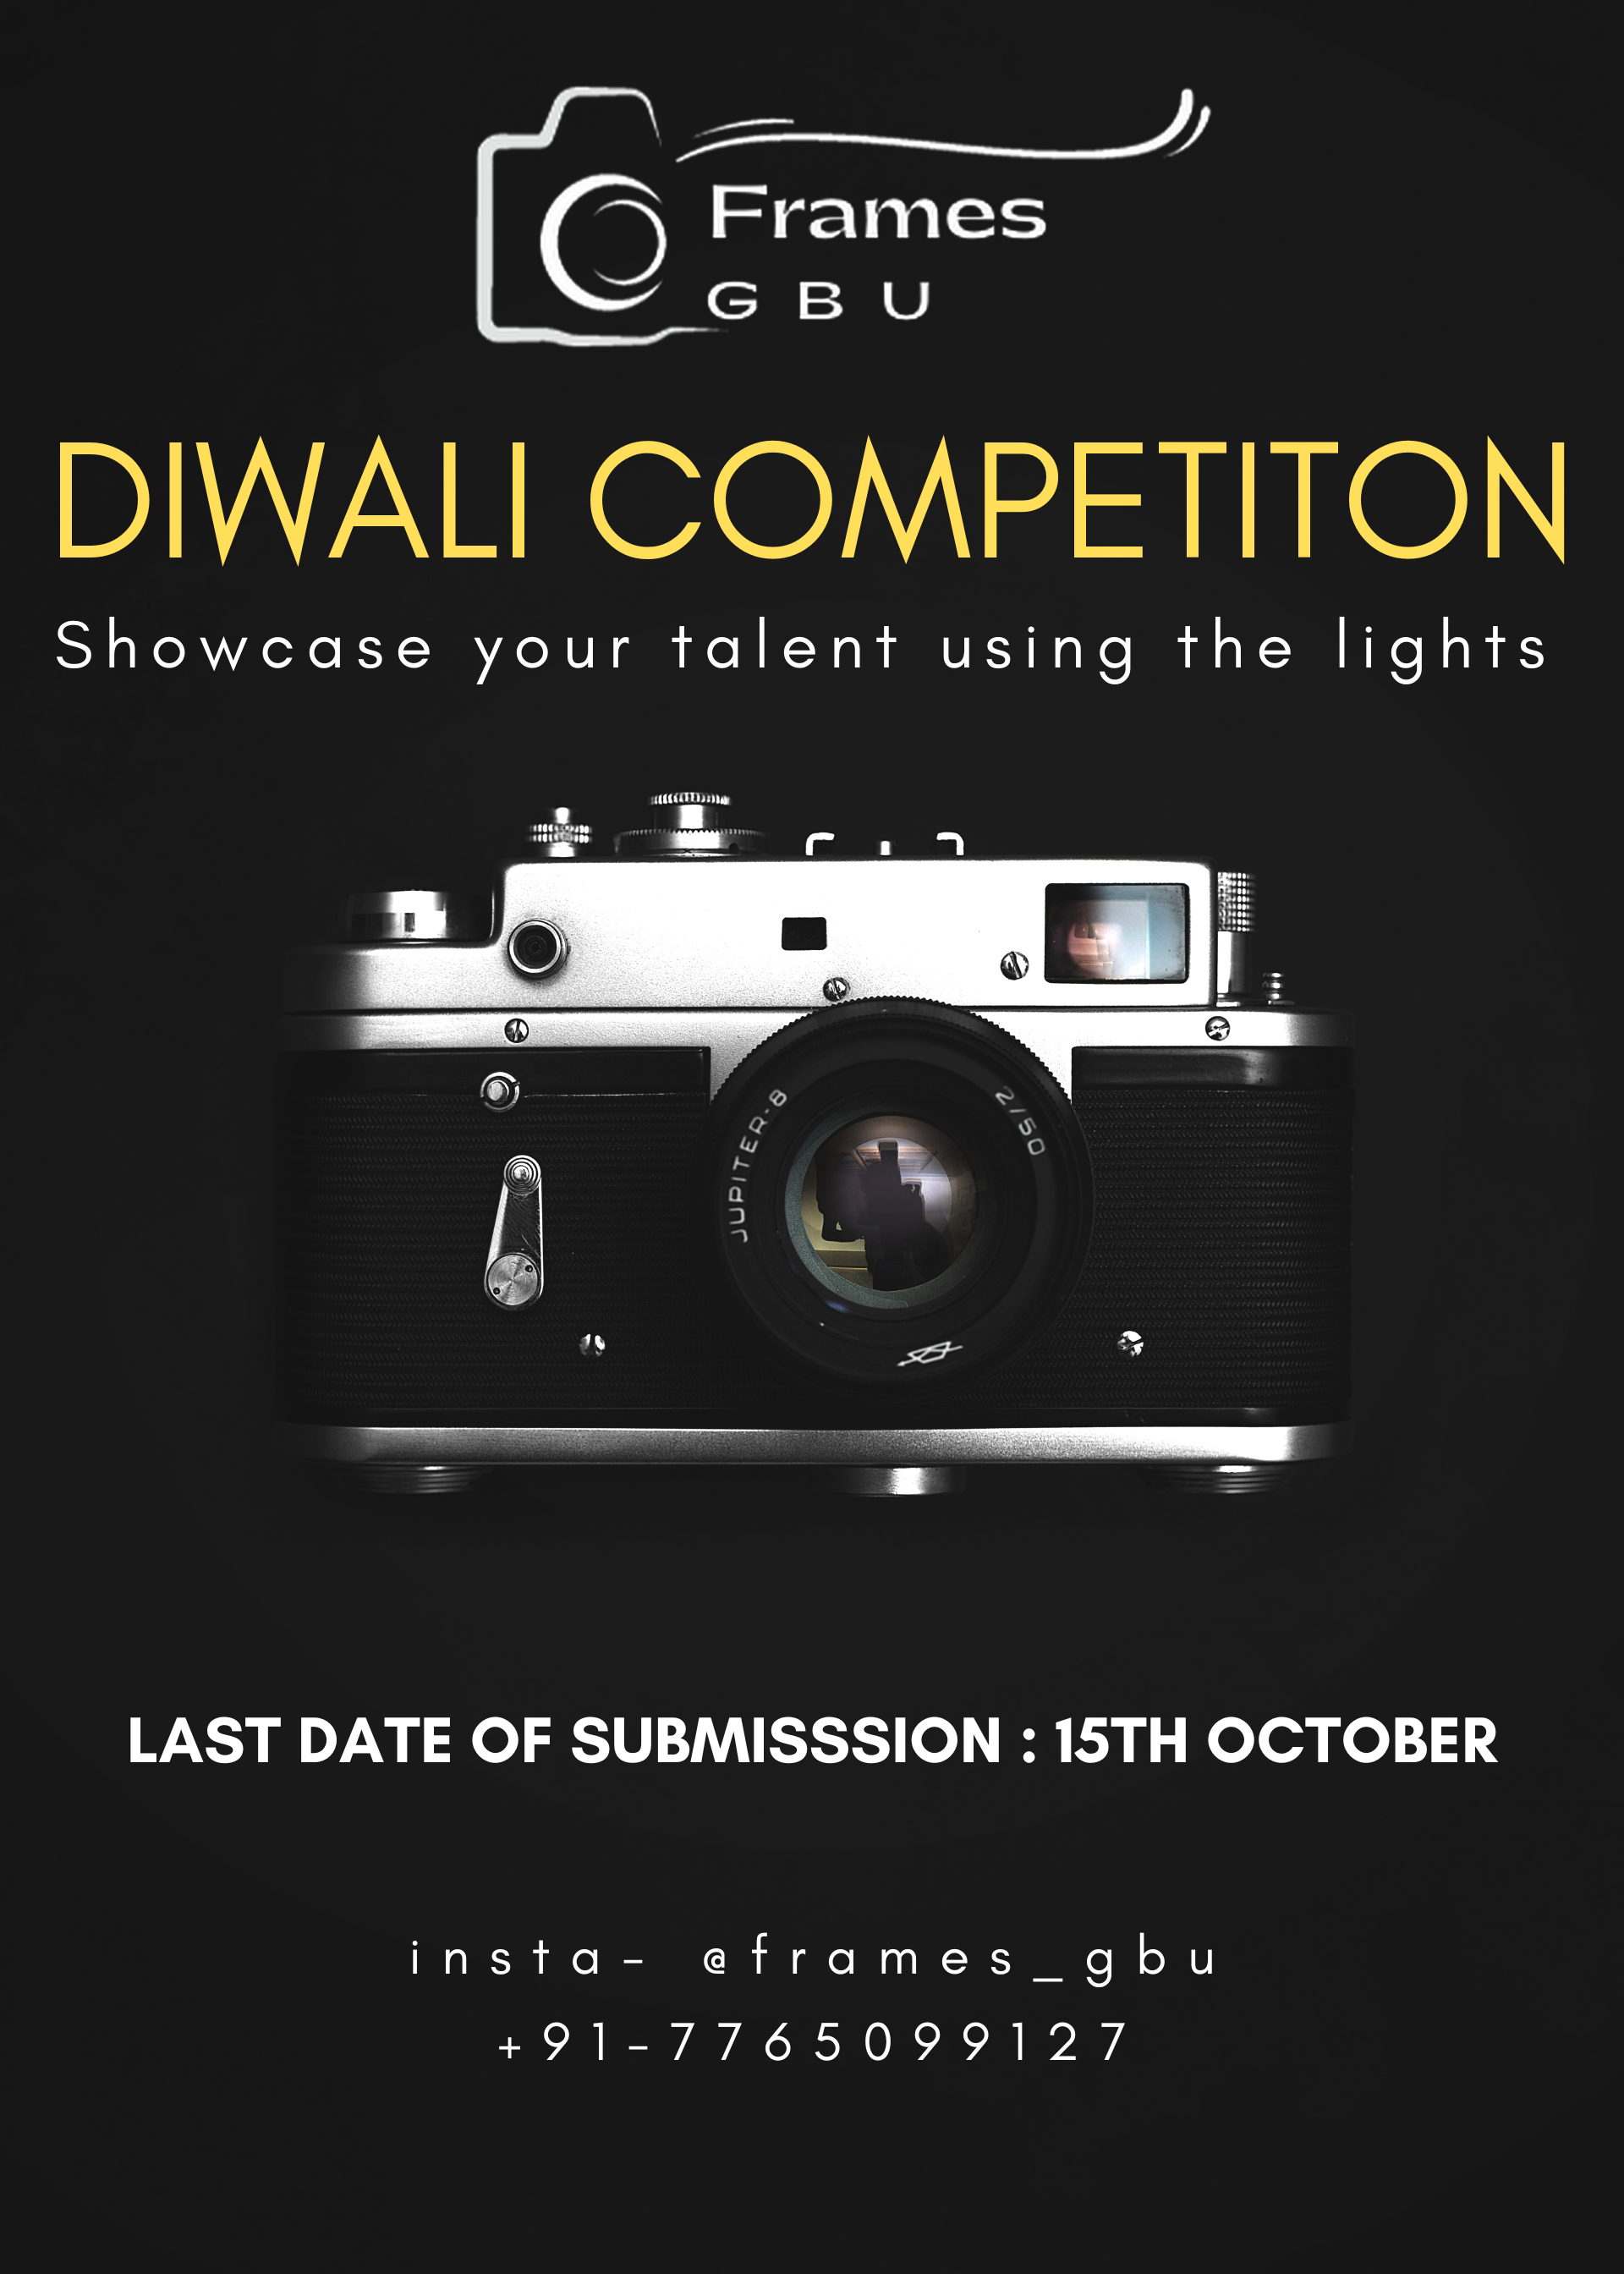 Frames
GBU
DIWALI COMPETITON
Showcase your talent using the lights
JUPITER-8
2/50
LAST DATE OF SUBMISSSION : 15TH OCTOBER
insta- @frames_gbu
+91-7765099127